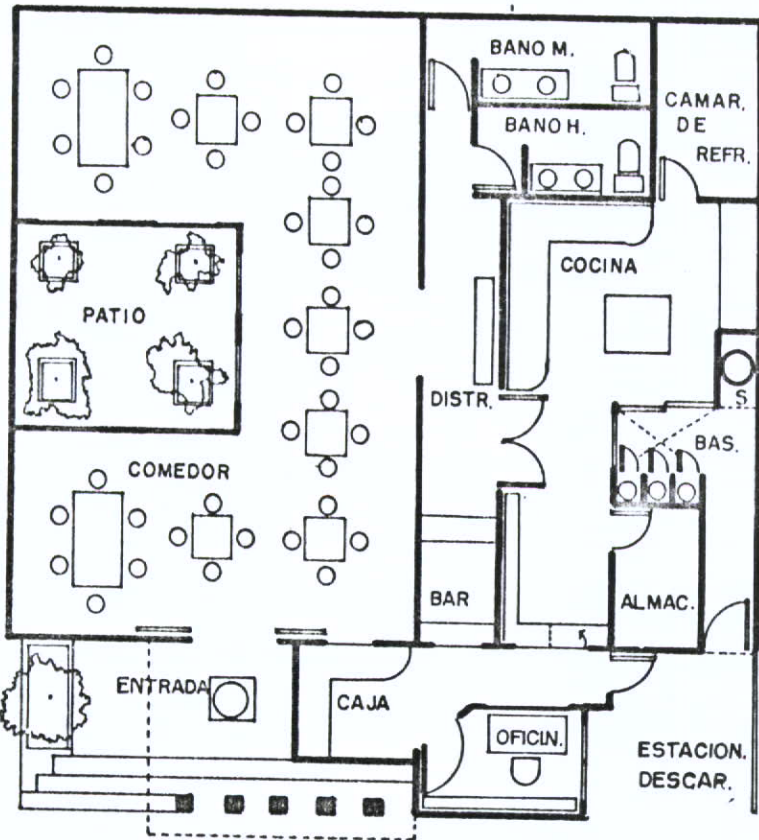 BANO M.
CAMAR.
DE
REFR.
BANO H.
COCINA
PATIO
DISTR.
S
BAS.
COMEDOR
BAR
ALMAC.
ENTRADA
CAJA
OFICIN.
ESTACION.
DESCAR.